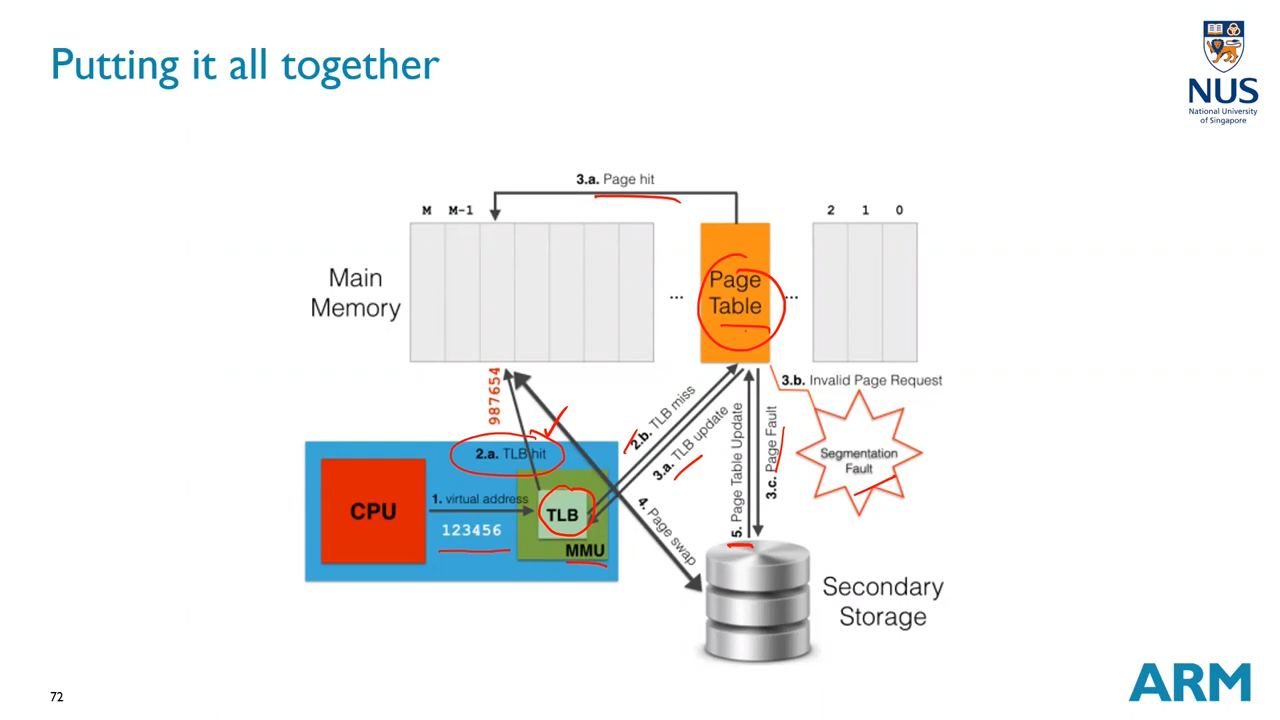 Putting it all together
NUS
National University
of Singapore
3.a. Page hit
M M-1
2 1 0
Main
Memory
...
Page
Table
...
987654
2.b. TLB miss
3.a. TLB update
5. Page Table Update
3.c. Page Fault
3.b. Invalid Page Request
Segmentation
Fault
2.a. TLB hit
CPU
1. virtual address
123456
TLB
MMU
4. Page swap
Secondary
Storage
72
ARM